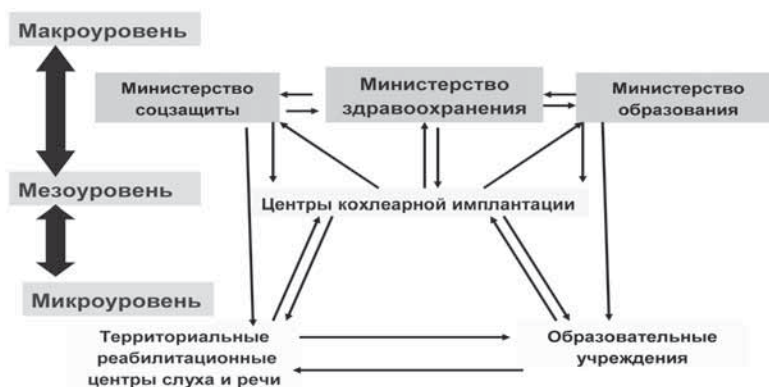 Макроуровень
Министерство
соцзащиты
Министерство
здравоохранения
Министерство
образования
Мезоуровень
Центры кохлеарной имплантации
Микроуровень
Территориальные
реабилитационные
центры слуха и речи
Образовательные
учреждения